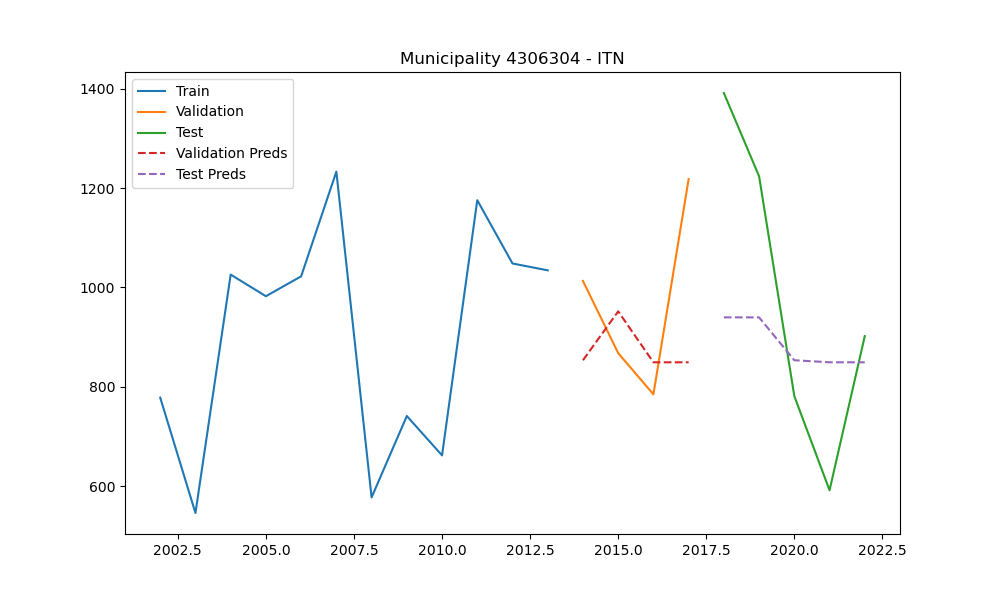 Municipality 4306304 - ITN
Train
Validation
Test
Validation Preds
Test Preds
1400
1200
1000
800
600
2002.5 2005.0 2007.5 2010.0 2012.5 2015.0 2017.5 2020.0 2022.5